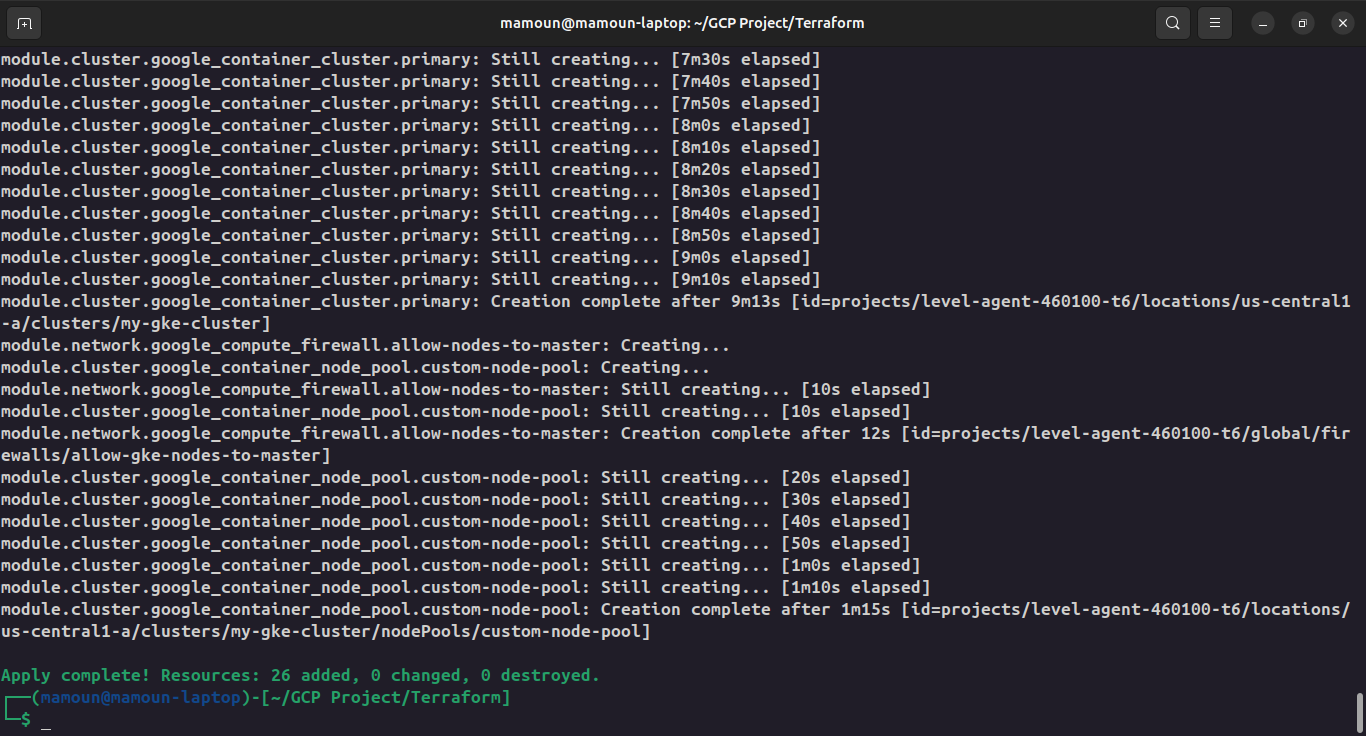 mamoun@mamoun-laptop: ~/GCP Project/Terraform
module.cluster.google_container_cluster.primary: Still creating... [7m30s elapsed]
module.cluster.google_container_cluster.primary: Still creating... [7m40s elapsed]
module.cluster.google_container_cluster.primary: Still creating... [7m50s elapsed]
module.cluster.google_container_cluster.primary: Still creating... [8m0s elapsed]
module.cluster.google_container_cluster.primary: Still creating... [8m10s elapsed]
module.cluster.google_container_cluster.primary: Still creating... [8m20s elapsed]
module.cluster.google_container_cluster.primary: Still creating... [8m30s elapsed]
module.cluster.google_container_cluster.primary: Still creating... [8m40s elapsed]
module.cluster.google_container_cluster.primary: Still creating... [8m50s elapsed]
module.cluster.google_container_cluster.primary: Still creating... [9m0s elapsed]
module.cluster.google_container_cluster.primary: Still creating... [9m10s elapsed]
module.cluster.google_container_cluster.primary: Creation complete after 9m13s [id=projects/level-agent-460100-t6/locations/us-central1
-a/clusters/my-gke-cluster]
module.network.google_compute_firewall.allow-nodes-to-master: Creating...
module.cluster.google_container_node_pool.custom-node-pool: Creating...
module.network.google_compute_firewall.allow-nodes-to-master: Still creating... [10s elapsed]
module.cluster.google_container_node_pool.custom-node-pool: Still creating... [10s elapsed]
module.network.google_compute_firewall.allow-nodes-to-master: Creation complete after 12s [id=projects/level-agent-460100-t6/global/fir
ewalls/allow-gke-nodes-to-master]
module.cluster.google_container_node_pool.custom-node-pool: Still creating... [20s elapsed]
module.cluster.google_container_node_pool.custom-node-pool: Still creating... [30s elapsed]
module.cluster.google_container_node_pool.custom-node-pool: Still creating... [40s elapsed]
module.cluster.google_container_node_pool.custom-node-pool: Still creating... [50s elapsed]
module.cluster.google_container_node_pool.custom-node-pool: Still creating... [1m0s elapsed]
module.cluster.google_container_node_pool.custom-node-pool: Still creating... [1m10s elapsed]
module.cluster.google_container_node_pool.custom-node-pool: Creation complete after 1m15s [id=projects/level-agent-460100-t6/locations/
us-central1-a/clusters/my-gke-cluster/nodePools/custom-node-pool]
Apply complete! Resources: 26 added, 0 changed, 0 destroyed.
┌──(mamoun@mamoun-laptop)-[~/GCP Project/Terraform]
└─$ _